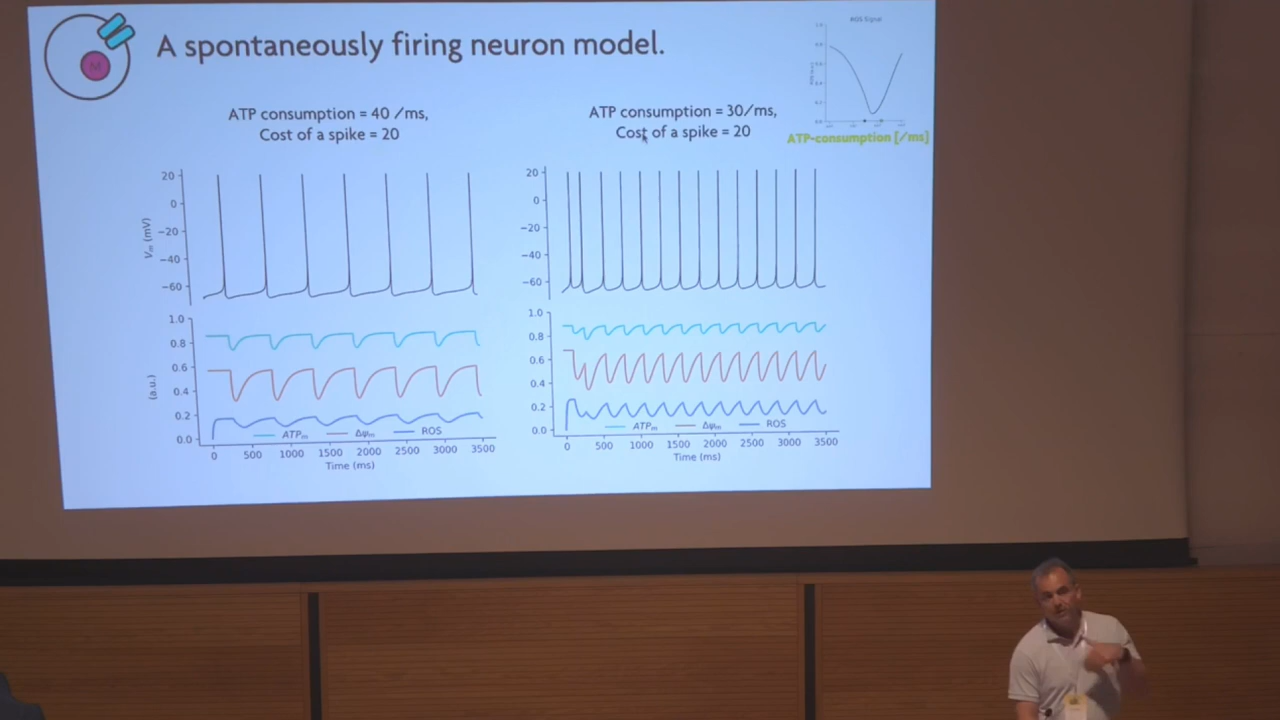 M
A spontaneously firing neuron model.
ROS Signal
ATP-consumption [/ms]
ATP consumption = 40 /ms,
Cost of a spike = 20
ATP consumption = 30/ms,
Cost of a spike = 20
20
0
−20
−40
−60
Vm (mV)
20
0
−20
−40
−60
1.0
0.8
0.6
0.4
0.2
0.0
(a.u.)
ATPm Δψm ROS
0 500 1000 1500 2000 2500 3000 3500
Time (ms)
1.0
0.8
0.6
0.4
0.2
0.0
ATPm Δψm ROS
0 500 1000 1500 2000 2500 3000 3500
Time (ms)